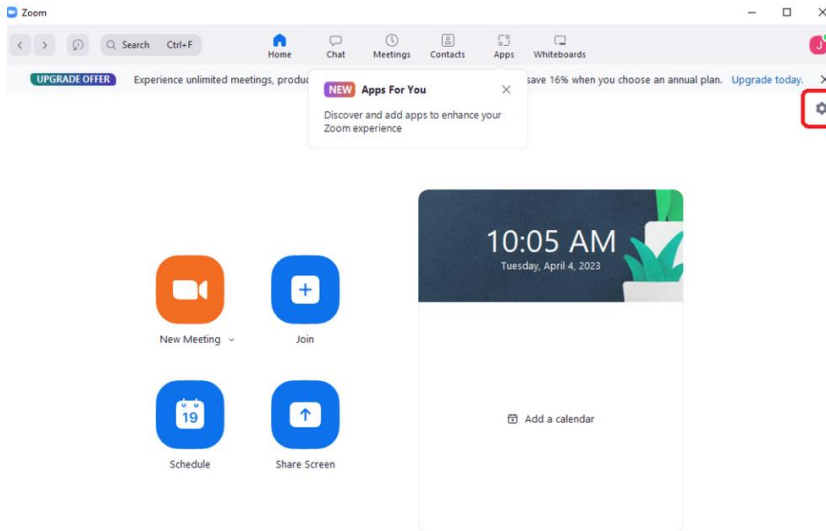 Zoom
Search Ctrl+F
Home
Chat
Meetings
Contacts
Apps
Whiteboards
J
UPGRADE OFFER Experience unlimited meetings, save 16% when you choose an annual plan. Upgrade today.
NEW Apps For You
Discover and add apps to enhance your
Zoom experience
10:05 AM
Tuesday, April 4, 2023
New Meeting
Join
19
Add a calendar
Schedule
Share Screen